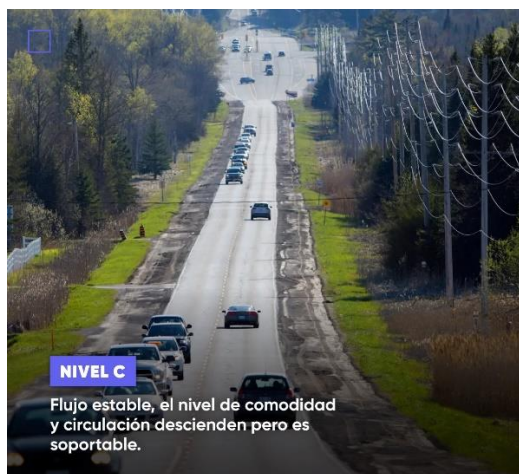 NIVEL C
Flujo estable, el nivel de comodidad
y circulación descienden pero es
soportable.